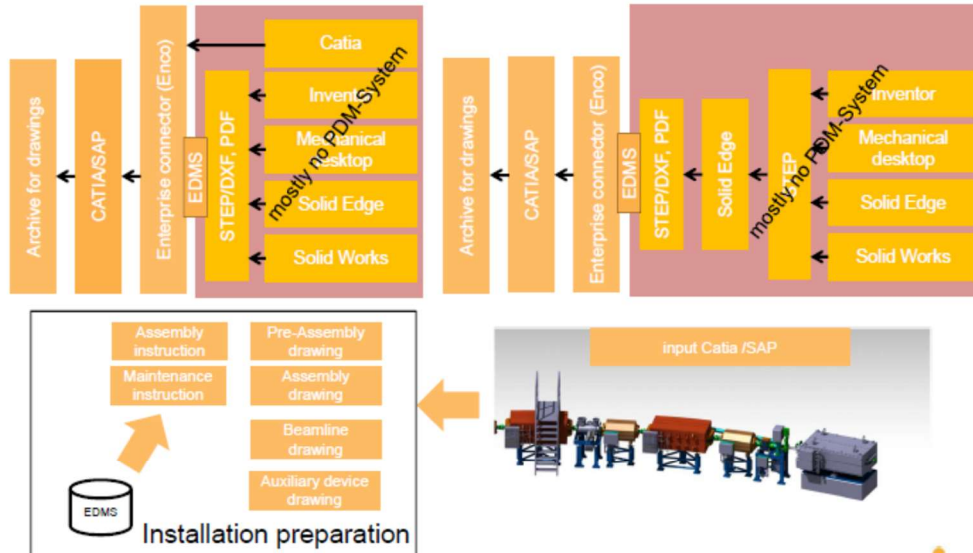 Archive for drawings
CATIA/SAP
Enterprise connector (Enco)
EDMS
STEP/DXF, PDF
Catia
Inventor
Mechanical
desktop
Solid Edge
Solid Works
mostly no PDM-System
Archive for drawings
CATIA/SAP
Enterprise connector (Enco)
EDMS
STEP/DXF, PDF
Solid Edge
STEP
Inventor
Mechanical
desktop
Solid Edge
Solid Works
mostly no PDM-System
Assembly
instruction
Maintenance
instruction
Pre-Assembly
drawing
Assembly
drawing
Beamline
drawing
Auxiliary device
drawing
EDMS
Installation preparation
input Catia /SAP